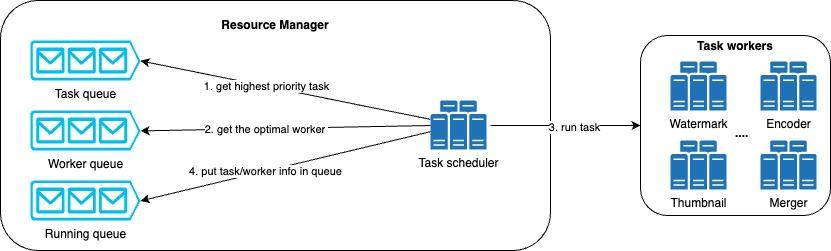 Resource Manager
Task queue
1. get highest priority task
Worker queue
2. get the optimal worker
Running queue
4. put task/worker info in queue
Task scheduler
3. run task
Task workers
Watermark
Encoder
....
Thumbnail
Merger